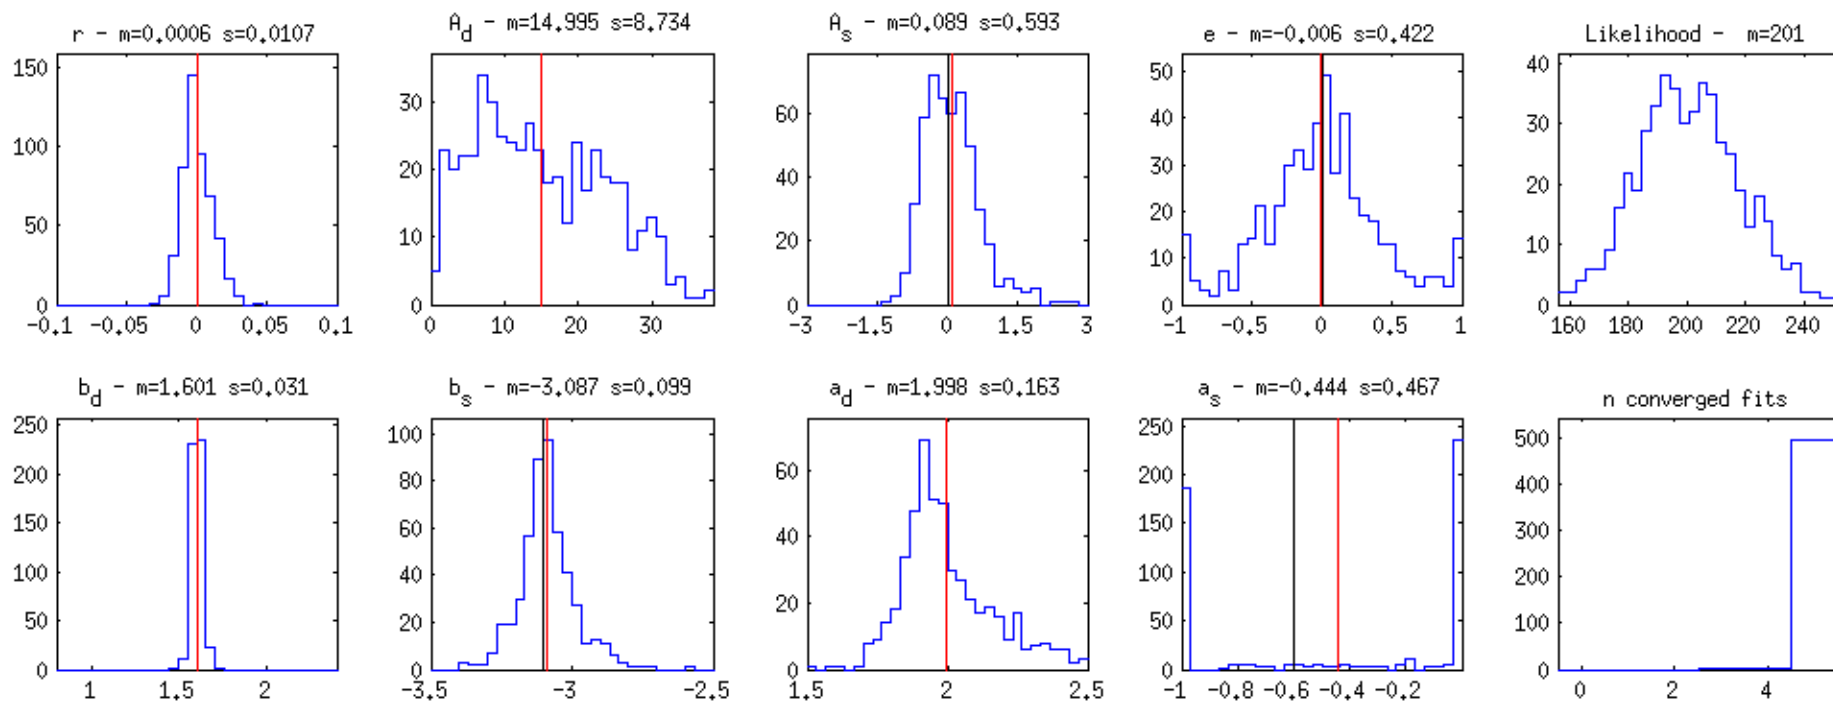 r - m=0.0006 s=0.0107
150
100
50
0
-0.1 -0.05 0 0.05 0.1
A_d - m=14.995 s=8.734
30
20
10
0
0 10 20 30
A_s - m=0.089 s=0.593
60
40
20
0
-3 -1.5 0 1.5 3
e - m=-0.006 s=0.422
50
40
30
20
10
0
-1 -0.5 0 0.5 1
Likelihood - m=201
40
30
20
10
0
160 180 200 220 240
b_d - m=1.601 s=0.031
250
200
150
100
50
0
1 1.5 2
b_s - m=-3.087 s=0.099
100
80
60
40
20
0
-3.5 -3 -2.5
a_d - m=1.998 s=0.163
60
40
20
0
1.5 2 2.5
a_s - m=-0.444 s=0.467
250
200
150
100
50
0
-1 -0.8 -0.6 -0.4 -0.2
n converged fits
500
400
300
200
100
0
0 2 4